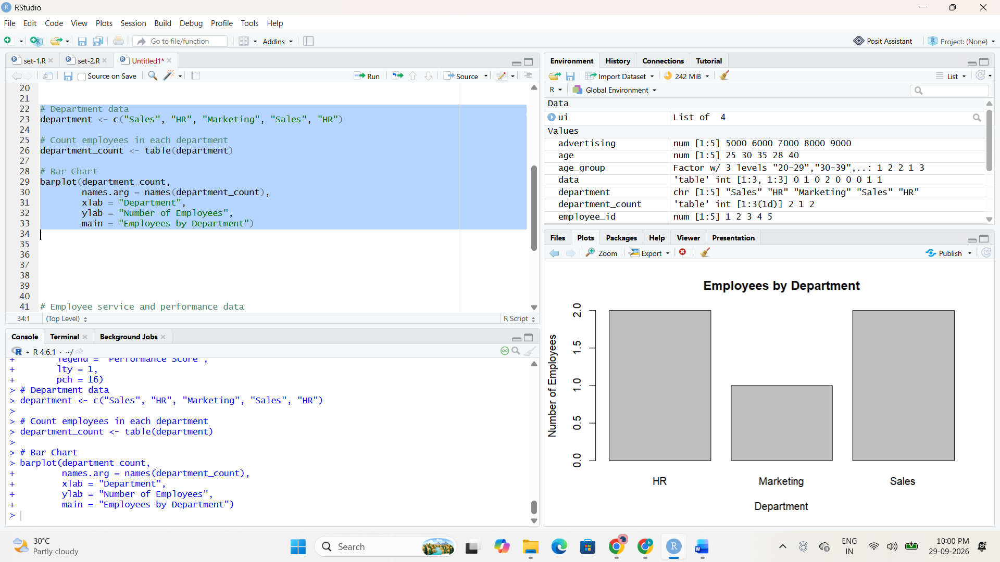 RStudio
File Edit Code View Plots Session Build Debug Profile Tools Help
Go to file/function Addins Posit Assistant Project: (None)
set-1.R set-2.R Untitled1*
Source on Save Run Source
20
21
22 # Department data
23 department <- c("Sales", "HR", "Marketing", "Sales", "HR")
24
25 # Count employees in each department
26 department_count <- table(department)
27
28 # Bar Chart
29 barplot(department_count,
30 names.arg = names(department_count),
31 xlab = "Department",
32 ylab = "Number of Employees",
33 main = "Employees by Department")
34
35
36
37
38
39
40
41 # Employee service and performance data
34:1 (Top Level) R Script
Console Terminal Background Jobs
R 4.6.1 · ~/
+ legend = "Performance Score",
+ lty = 1,
+ pch = 16)
> # Department data
> department <- c("Sales", "HR", "Marketing", "Sales", "HR")
>
> # Count employees in each department
> department_count <- table(department)
>
> # Bar Chart
> barplot(department_count,
+ names.arg = names(department_count),
+ xlab = "Department",
+ ylab = "Number of Employees",
+ main = "Employees by Department")
>
Environment History Connections Tutorial
Import Dataset 242 MiB List
R Global Environment
Data
ui List of 4
Values
advertising num [1:5] 5000 6000 7000 8000 9000
age num [1:5] 25 30 35 28 40
age_group Factor w/ 3 levels "20-29","30-39",..: 1 2 2 1 3
data 'table' int [1:3, 1:3] 0 1 0 2 0 0 0 1 1
department chr [1:5] "Sales" "HR" "Marketing" "Sales" "HR"
department_count 'table' int [1:3(1d)] 2 1 2
employee_id num [1:5] 1 2 3 4 5
Files Plots Packages Help Viewer Presentation
Zoom Export Publish
Employees by Department
Number of Employees
2.0
1.5
1.0
0.5
0.0
HR Marketing Sales
Department
30°C
Partly cloudy
Search
ENG
IN
10:00 PM
29-09-2026